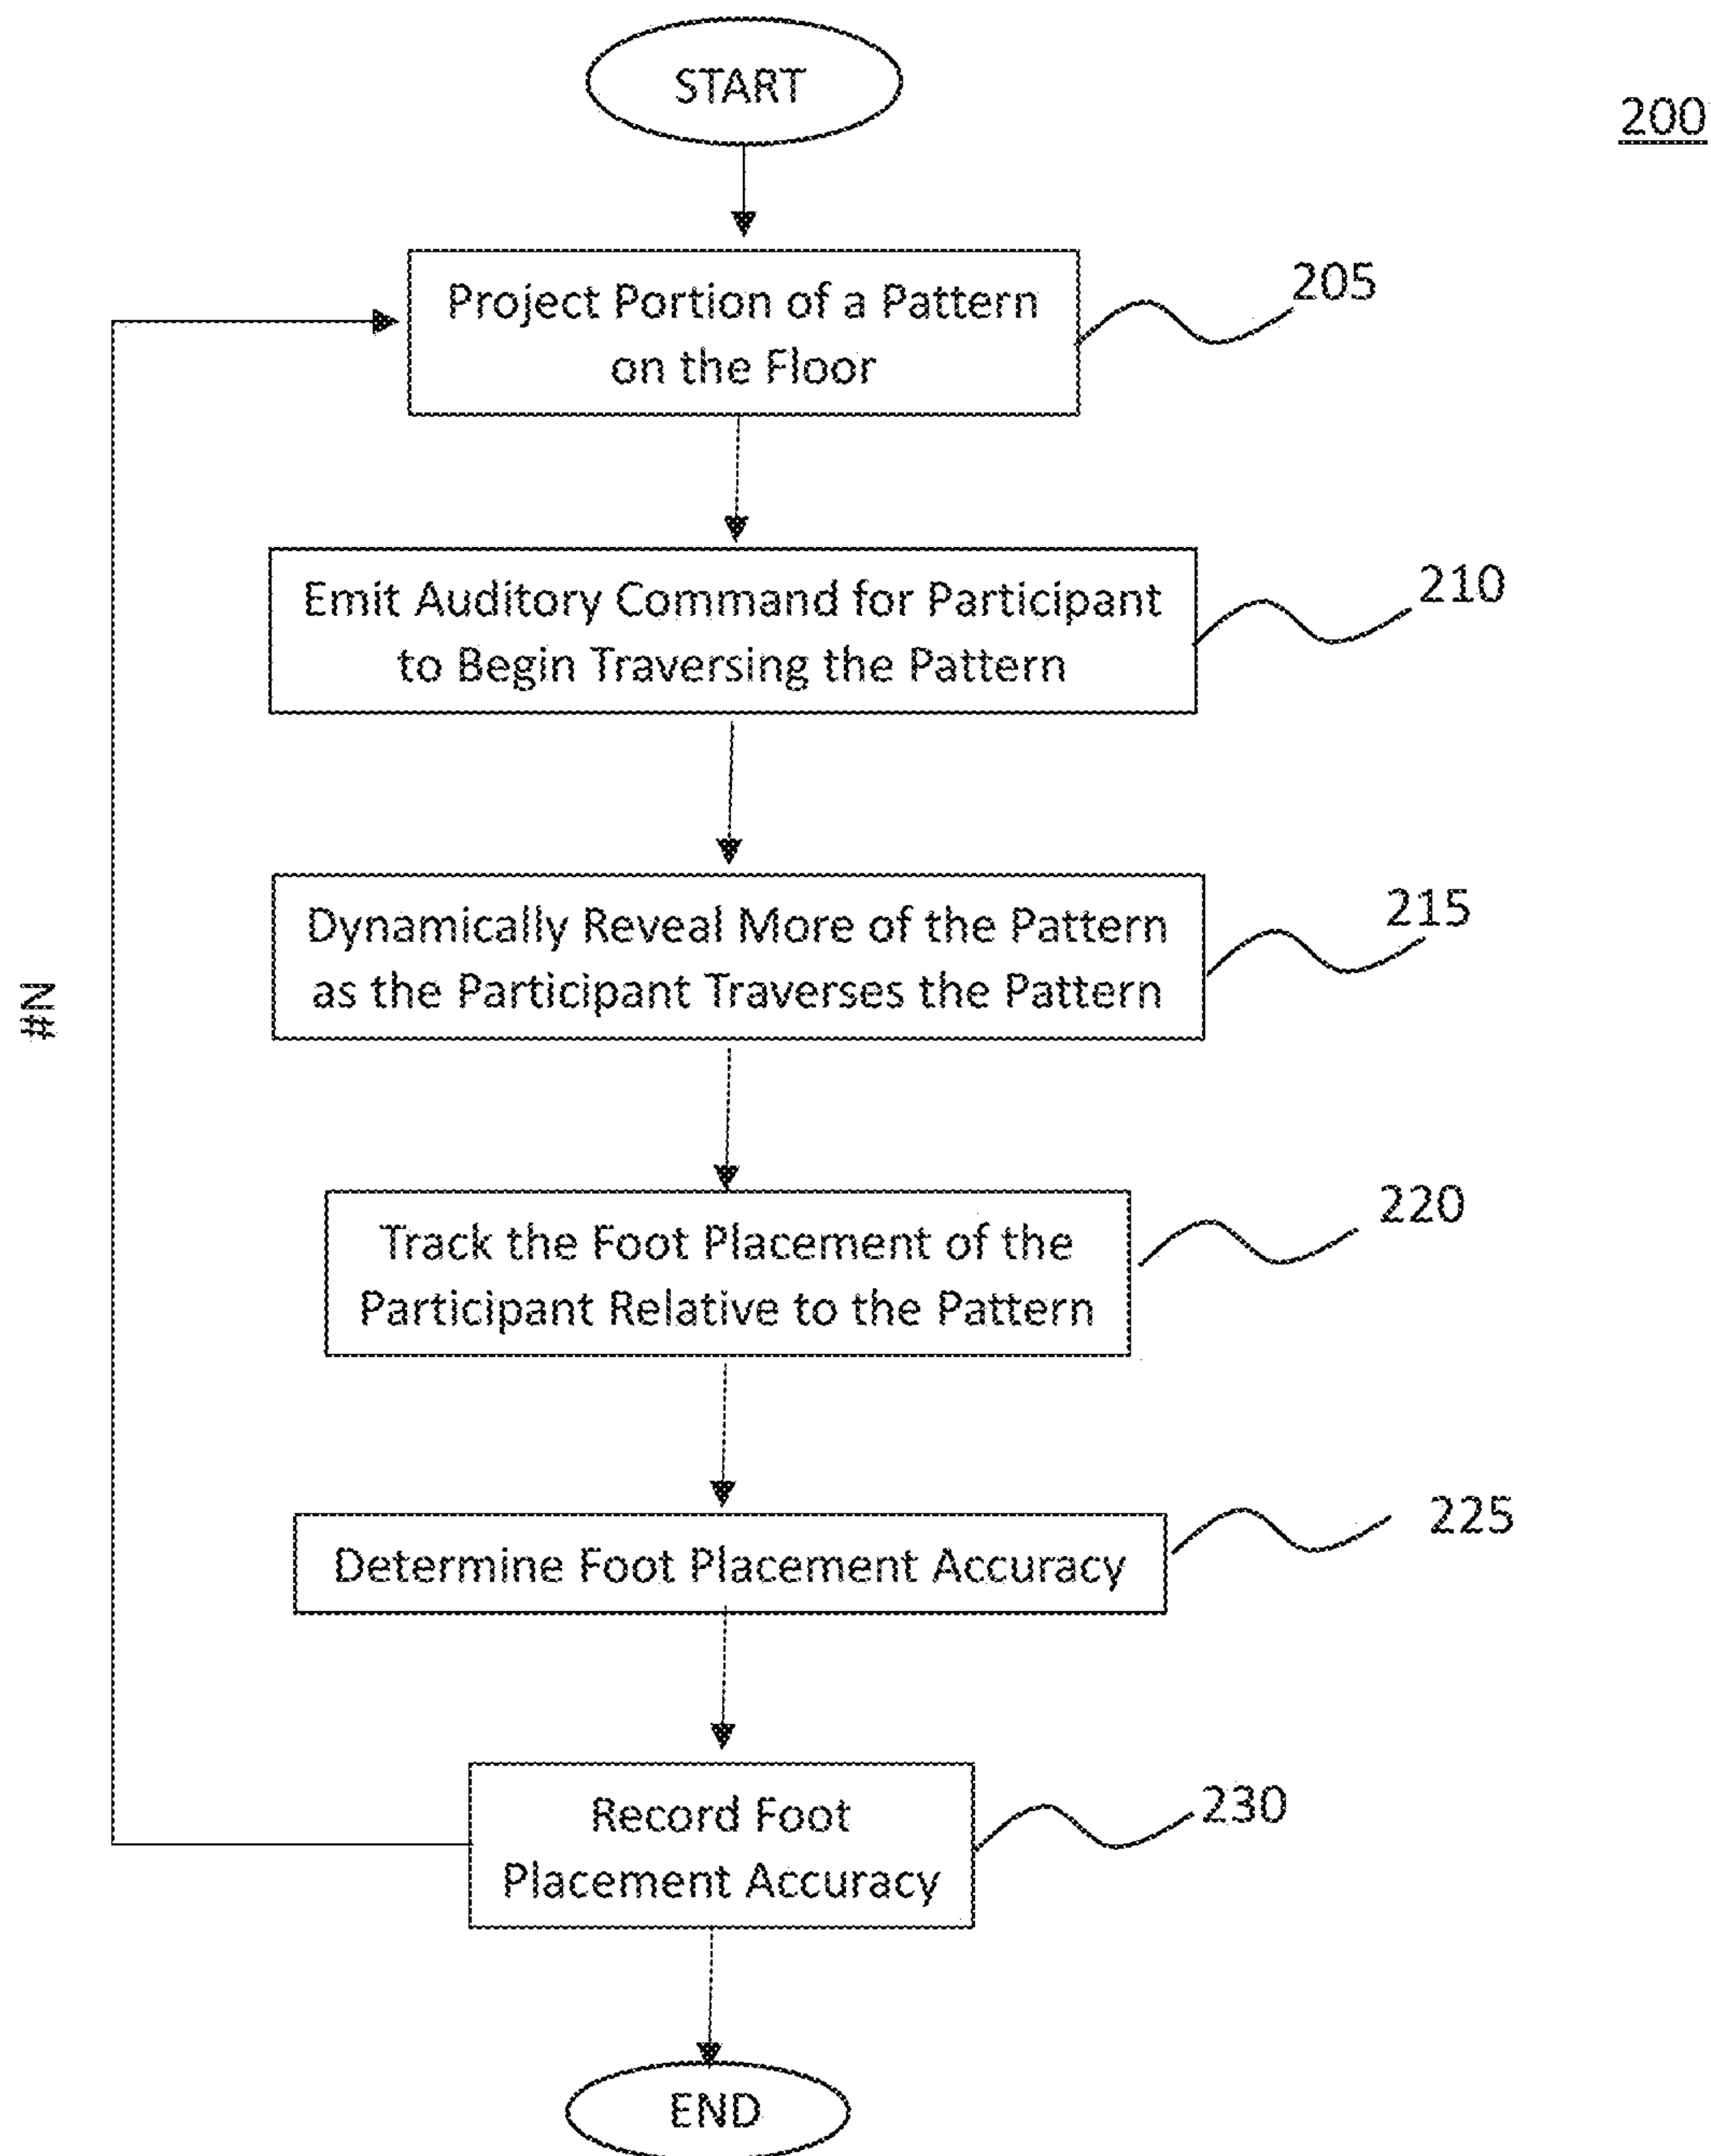 START
200
Project Portion of a Pattern
on the Floor
205
Emit Auditory Command for Participant
to Begin Traversing the Pattern
210
Dynamically Reveal More of the Pattern
as the Participant Traverses the Pattern
215
#N
Track the Foot Placement of the
Participant Relative to the Pattern
220
Determine Foot Placement Accuracy
225
Record Foot
Placement Accuracy
230
END